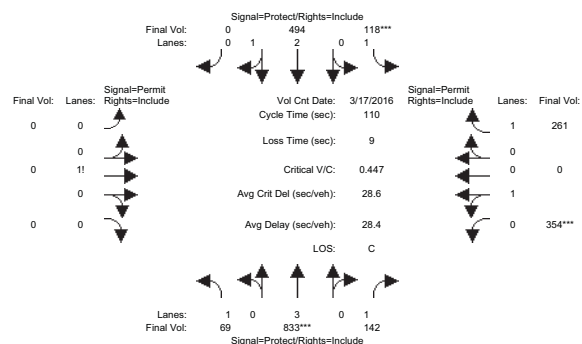 Signal=Protect/Rights=Include
Final Vol: 0 494 118***
Lanes: 0 1 2 0 1
Signal=Permit
Final Vol: Lanes: Rights=Include
Vol Cnt Date: 3/17/2016
Signal=Permit
Rights=Include Lanes: Final Vol:
Cycle Time (sec): 110
0 0 1 261
Loss Time (sec): 9
0 0
0 1! Critical V/C: 0.447 0 0
0 Avg Crit Del (sec/veh): 28.6 1
0 0 Avg Delay (sec/veh): 28.4 0 354***
LOS: C
Lanes: 1 0 3 0 1
Final Vol: 69 833*** 142
Signal=Protect/Rights=Include